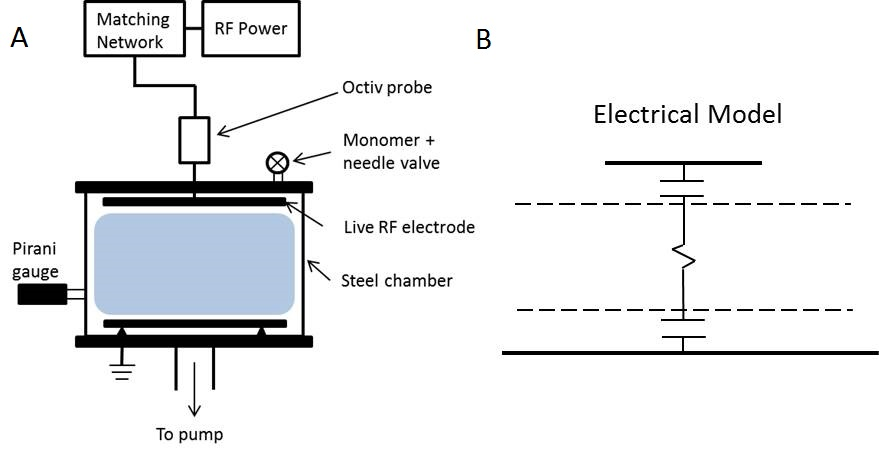 A
Matching
Network
RF Power
Octiv probe
Monomer +
needle valve
Live RF electrode
Steel chamber
Pirani
gauge
To pump
B
Electrical Model